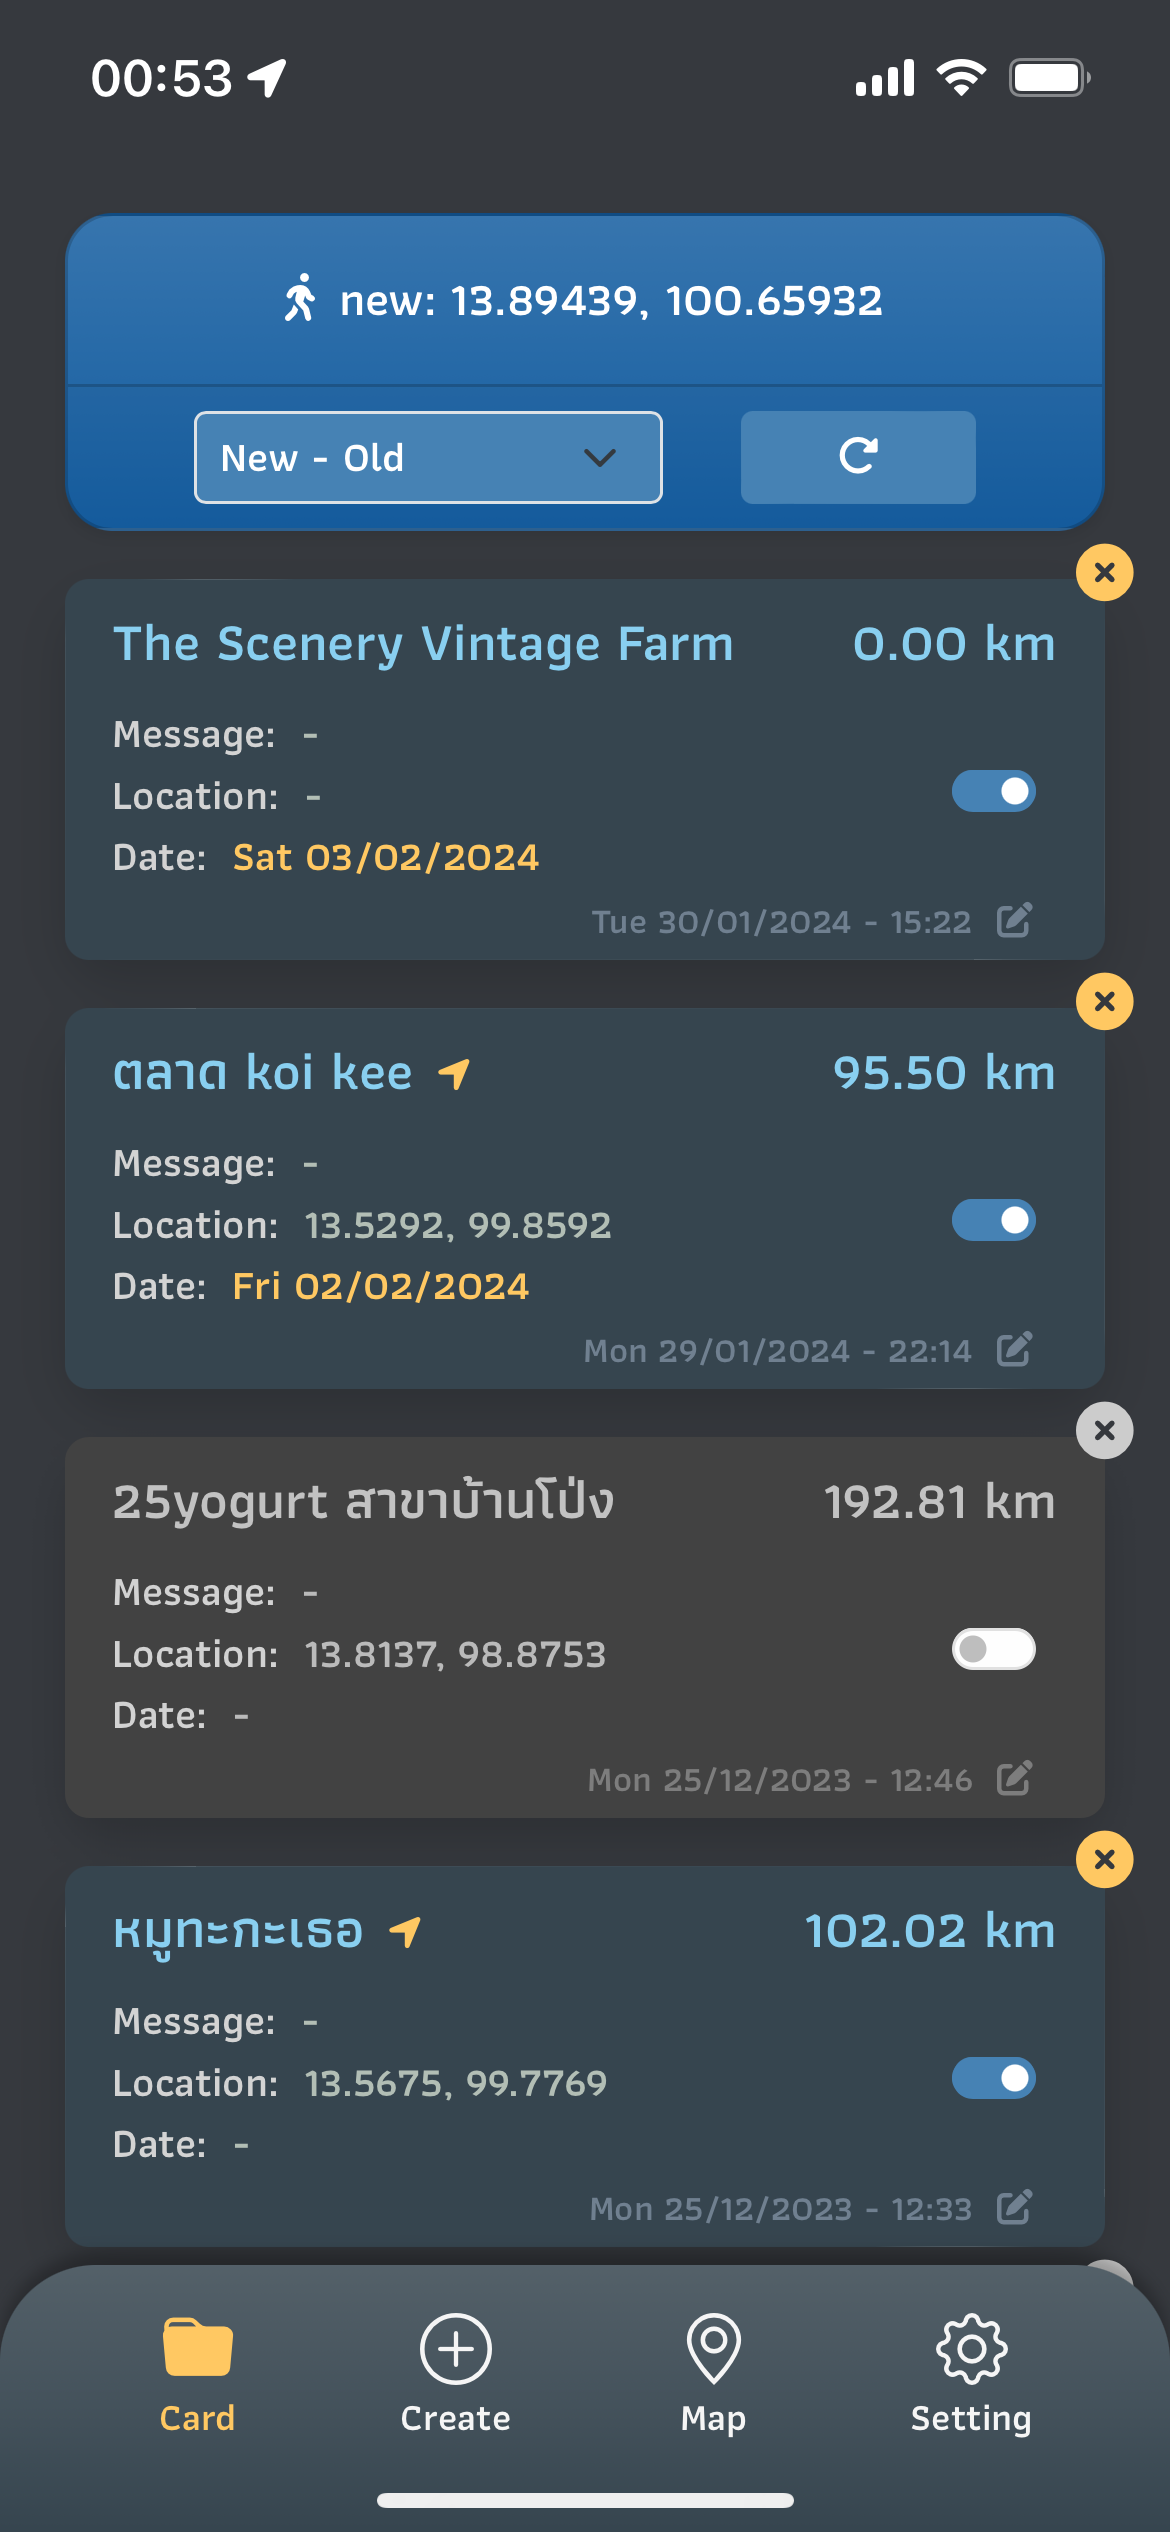 00:53
new: 13.89439, 100.65932
New - Old
The Scenery Vintage Farm 0.00 km
Message: -
Location: -
Date: Sat 03/02/2024
Tue 30/01/2024 - 15:22
ตลาด koi kee 95.50 km
Message: -
Location: 13.5292, 99.8592
Date: Fri 02/02/2024
Mon 29/01/2024 - 22:14
25yogurt สาขาบ้านโป่ง 192.81 km
Message: -
Location: 13.8137, 98.8753
Date: -
Mon 25/12/2023 - 12:46
หมูกะทะเธอ 102.02 km
Message: -
Location: 13.5675, 99.7769
Date: -
Mon 25/12/2023 - 12:33
Card Create Map Setting